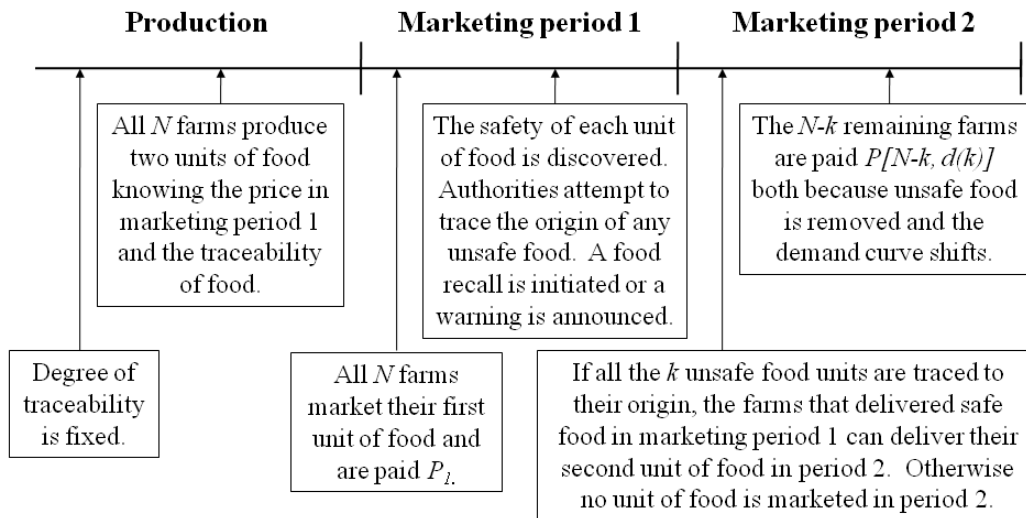 Production
Marketing period 1
Marketing period 2
All N farms produce
two units of food
knowing the price in
marketing period 1
and the traceability
of food.
The safety of each unit
of food is discovered.
Authorities attempt to
trace the origin of any
unsafe food. A food
recall is initiated or a
warning is announced.
The N-k remaining farms
are paid P[N-k, d(k)]
both because unsafe food
is removed and the
demand curve shifts.
Degree of
traceability
is fixed.
All N farms
market their first
unit of food and
are paid P1.
If all the k unsafe food units are traced to
their origin, the farms that delivered safe
food in marketing period 1 can deliver their
second unit of food in period 2. Otherwise
no unit of food is marketed in period 2.